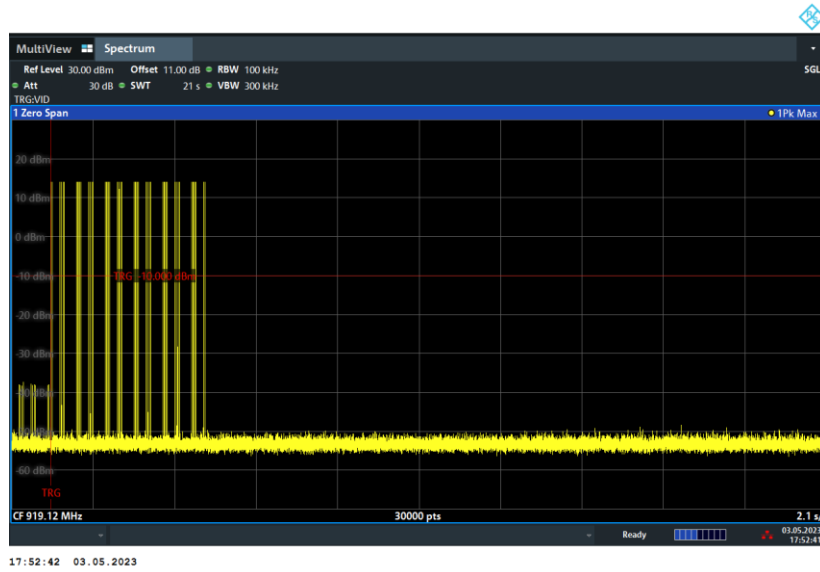 MultiView Spectrum
Ref Level 30.00 dBm Offset 11.00 dB RBW 100 kHz SGL
Att 30 dB SWT 21 s VBW 300 kHz
TRG:VID
1 Zero Span 1Pk Max
20 dBm
10 dBm
0 dBm
-10 dBm
TRG -10.000 dBm
-20 dBm
-30 dBm
-60 dBm
TRG
CF 919.12 MHz 30000 pts 2.1 s/
Ready 03.05.2023
17:52:41
17:52:42 03.05.2023